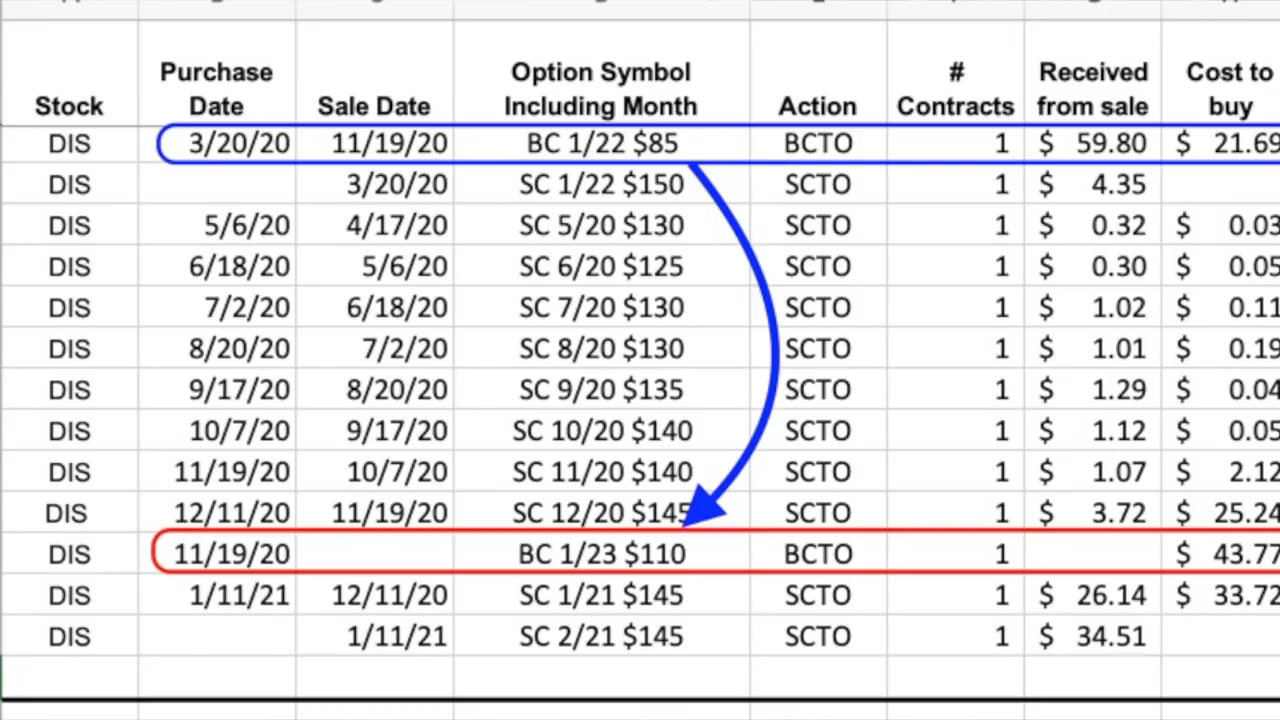 Stock Purchase Date Sale Date Option Symbol Including Month Action # Contracts Received from sale Cost to buy
DIS 3/20/20 11/19/20 BC 1/22 $85 BCTO 1 $ 59.80 $ 21.69
DIS 3/20/20 SC 1/22 $150 SCTO 1 $ 4.35
DIS 5/6/20 4/17/20 SC 5/20 $130 SCTO 1 $ 0.32 $ 0.03
DIS 6/18/20 5/6/20 SC 6/20 $125 SCTO 1 $ 0.30 $ 0.05
DIS 7/2/20 6/18/20 SC 7/20 $130 SCTO 1 $ 1.02 $ 0.11
DIS 8/20/20 7/2/20 SC 8/20 $130 SCTO 1 $ 1.01 $ 0.19
DIS 9/17/20 8/20/20 SC 9/20 $135 SCTO 1 $ 1.29 $ 0.04
DIS 10/7/20 9/17/20 SC 10/20 $140 SCTO 1 $ 1.12 $ 0.05
DIS 11/19/20 10/7/20 SC 11/20 $140 SCTO 1 $ 1.07 $ 2.12
DIS 12/11/20 11/19/20 SC 12/20 $145 SCTO 1 $ 3.72 $ 25.24
DIS 11/19/20 BC 1/23 $110 BCTO 1 $ 43.77
DIS 1/11/21 12/11/20 SC 1/21 $145 SCTO 1 $ 26.14 $ 33.72
DIS 1/11/21 SC 2/21 $145 SCTO 1 $ 34.51